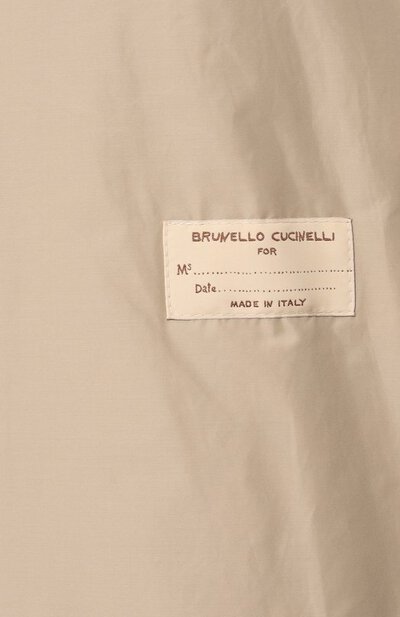 BRUNELLO CUCINELLI
FOR
Ms.............................
Date......................
MADE IN ITALY